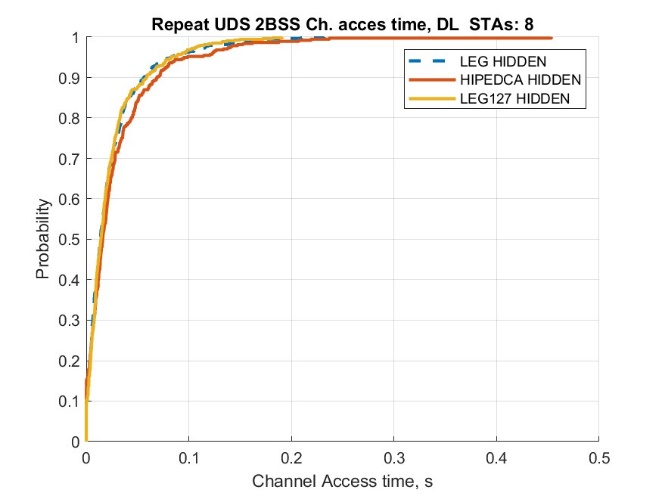 Repeat UDS 2BSS Ch. acces time, DL STAs: 8
1
0.9
0.8
0.7
0.6
0.5
0.4
0.3
0.2
0.1
0
Probability
LEG HIDDEN
HIPEDCA HIDDEN
LEG127 HIDDEN
0 0.1 0.2 0.3 0.4 0.5
Channel Access time, s